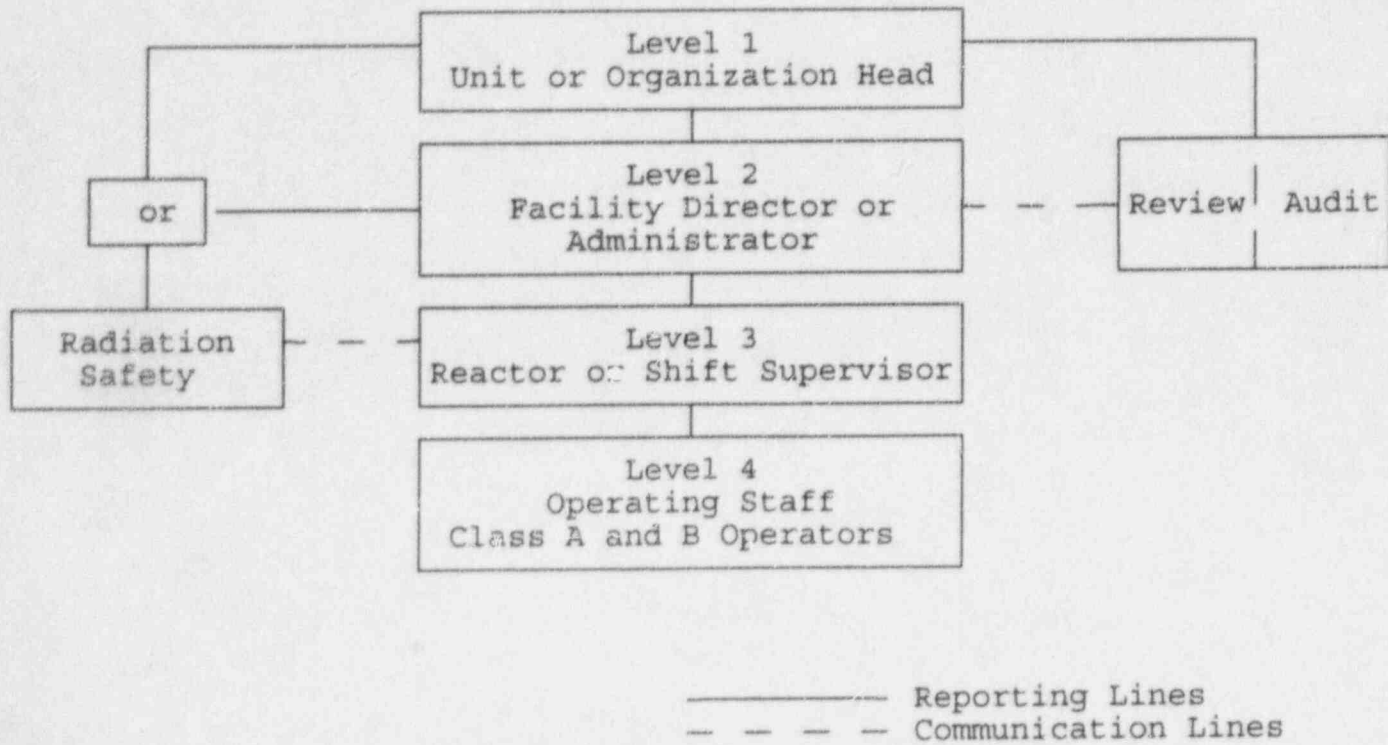 Level 1
Unit or Organization Head
or
Level 2
Facility Director or
Administrator
Review
Audit
Radiation
Safety
Level 3
Reactor or Shift Supervisor
Level 4
Operating Staff
Class A and B Operators
Reporting Lines
Communication Lines